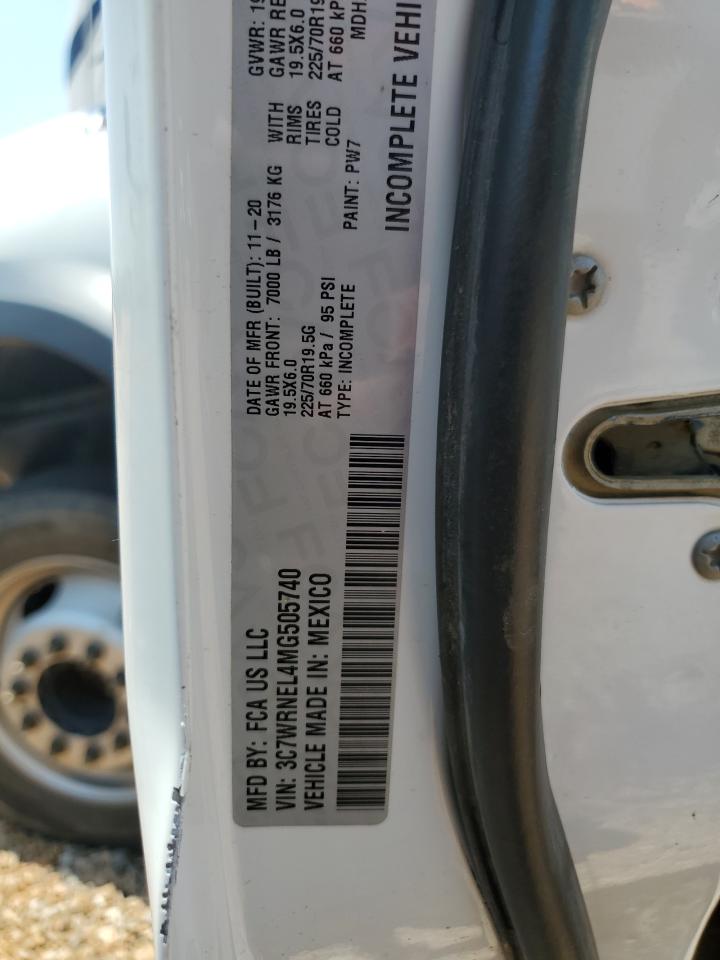 MFD BY: FCA US LLC
DATE OF MFR (BUILT): 11-20
GVWR:
GAWR FRONT: 7000 LB / 3176 KG WITH
GAWR RE
19.5X6.0 RIMS 19.5X6.0
225/70R19.5G TIRES 225/70R19
AT 660 kPa / 95 PSI COLD AT 660 kP
VIN: 3C7WRNEL4MG505740
TYPE: INCOMPLETE PAINT: PW7 MDH
VEHICLE MADE IN: MEXICO
INCOMPLETE VEHI